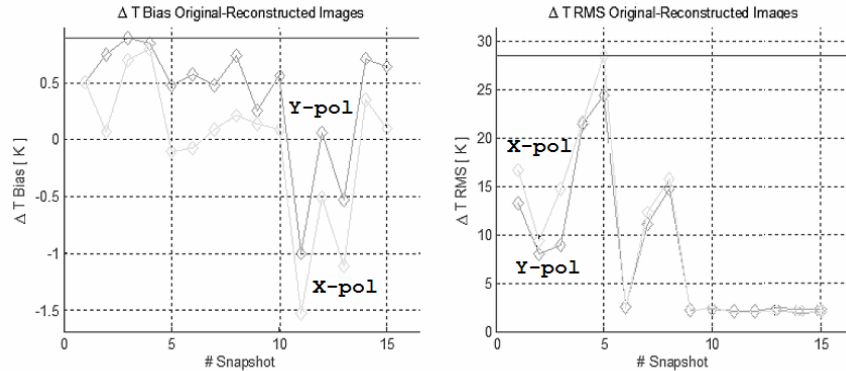 Δ T Bias Original-Reconstructed Images
Δ T Bias [ K ]
0.5
0
-0.5
-1
-1.5
Y-pol
X-pol
0 5 10 15
# Snapshot
Δ T RMS Original-Reconstructed Images
Δ T RMS [ K ]
30
25
20
15
10
5
0
X-pol
Y-pol
0 5 10 15
# Snapshot